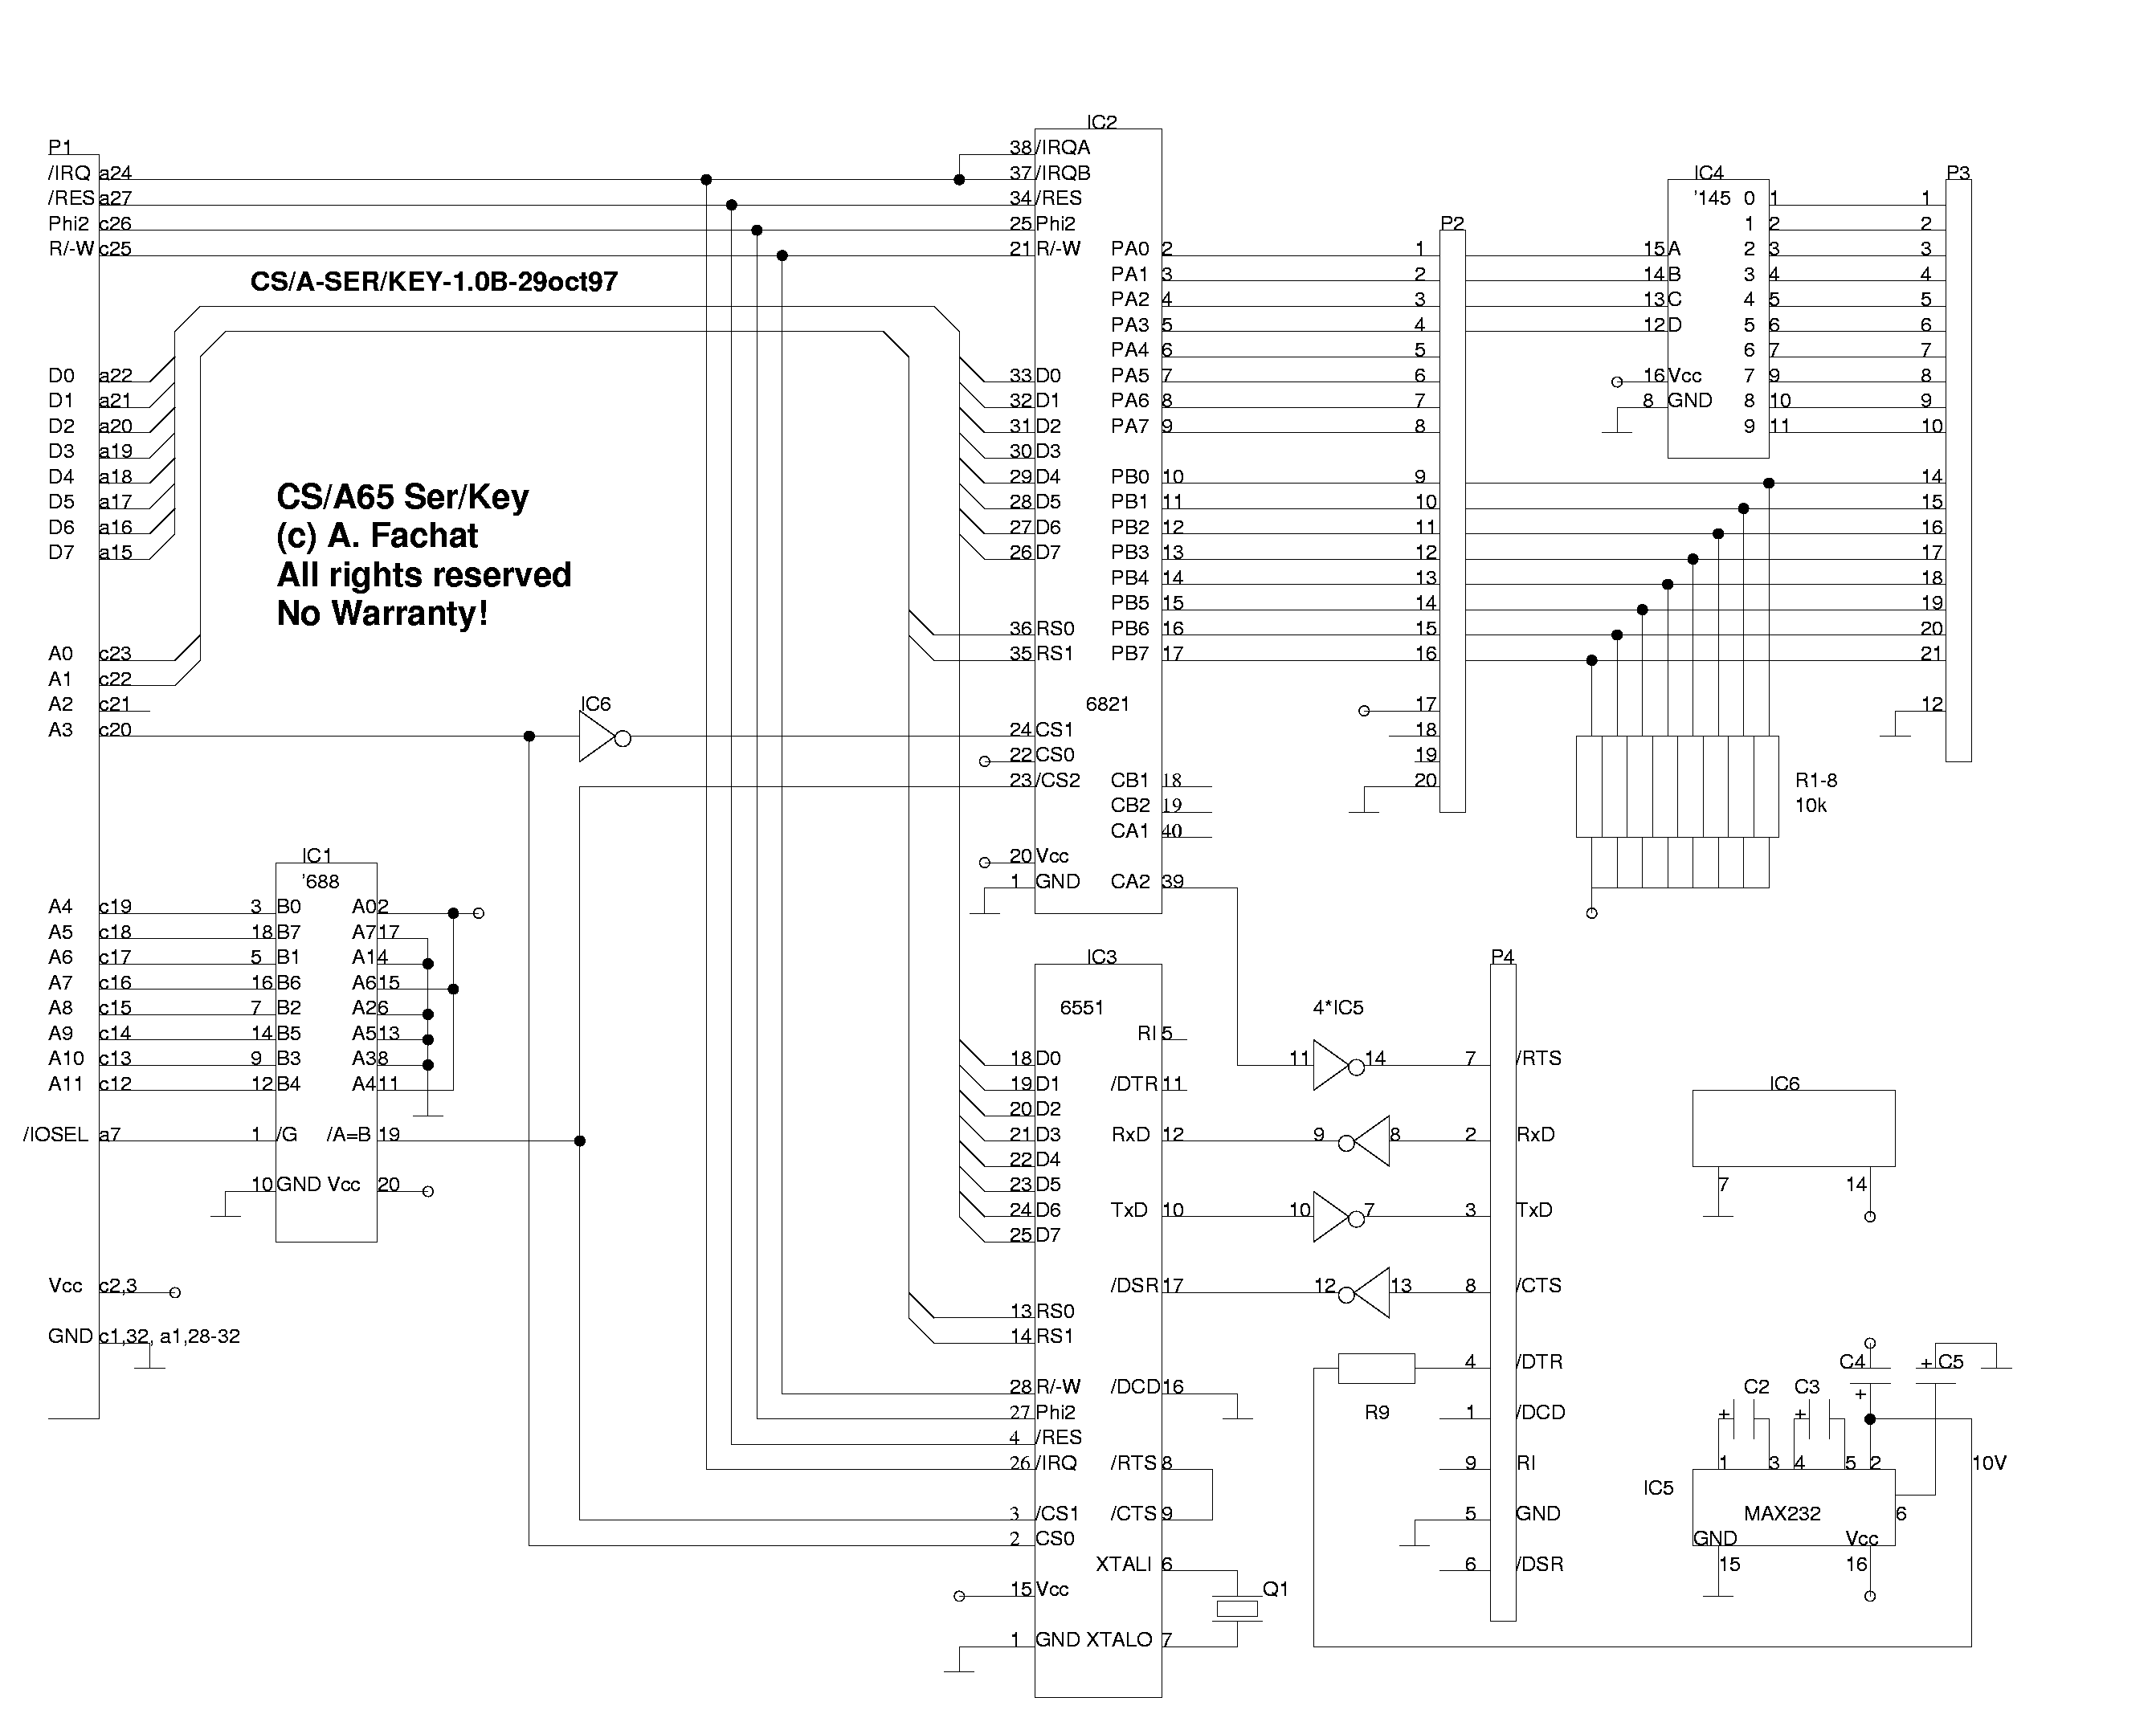 P1
/IRQ a24
/RES a27
Phi2 c26
R/-W c25
CS/A-SER/KEY-1.0B-29oct97
D0 a22
D1 a21
D2 a20
D3 a19
D4 a18
D5 a17
D6 a16
D7 a15
CS/A65 Ser/Key
(c) A. Fachat
All rights reserved
No Warranty!
A0 c23
A1 c22
A2 c21
A3 c20
IC6
A4 c19
A5 c18
A6 c17
A7 c16
A8 c15
A9 c14
A10 c13
A11 c12
/IOSEL a7
Vcc c2,3
GND c1,32, a1,28-32
IC1
'688
3 B0 A0 2
18 B7 A7 17
5 B1 A1 4
16 B6 A6 15
7 B2 A2 6
14 B5 A5 13
9 B3 A3 8
12 B4 A4 11
1 /G /A=B 19
10 GND Vcc 20
IC2
38 /IRQA
37 /IRQB
34 /RES
25 Phi2
21 R/-W PA0 2
PA1 3
PA2 4
PA3 5
PA4 6
33 D0 PA5 7
32 D1 PA6 8
31 D2 PA7 9
30 D3
29 D4 PB0 10
28 D5 PB1 11
27 D6 PB2 12
26 D7 PB3 13
PB4 14
PB5 15
36 RS0 PB6 16
35 RS1 PB7 17
6821
24 CS1
22 CS0
23 /CS2 CB1 18
CB2 19
CA1 40
20 Vcc
1 GND CA2 39
P2
1
2
3
4
5
6
7
8
9
10
11
12
13
14
15
16
17
18
19
20
IC4
'145 0 1
1 2
15 A 2 3
14 B 3 4
13 C 4 5
12 D 5 6
6 7
16 Vcc 7 9
8 GND 8 10
9 11
P3
1
2
3
4
5
6
7
8
9
10
14
15
16
17
18
19
20
21
12
R1-8
10k
IC3
6551
RI 5
18 D0
19 D1 /DTR 11
20 D2
21 D3 RxD 12
22 D4
23 D5
24 D6 TxD 10
25 D7
/DSR 17
13 RS0
14 RS1
28 R/-W /DCD 16
27 Phi2
4 /RES
26 /IRQ /RTS 8
3 /CS1 /CTS 9
2 CS0
XTALI 6
15 Vcc
1 GND XTALO 7
Q1
4*IC5
11 14
9 8
10 7
12 13
R9
P4
7 /RTS
2 RxD
3 TxD
8 /CTS
4 /DTR
1 /DCD
9 RI
5 GND
6 /DSR
IC6
7 14
C4 + C5
C2 C3 +
+ +
1 3 4 5 2 10V
IC5
MAX232 6
GND Vcc
15 16